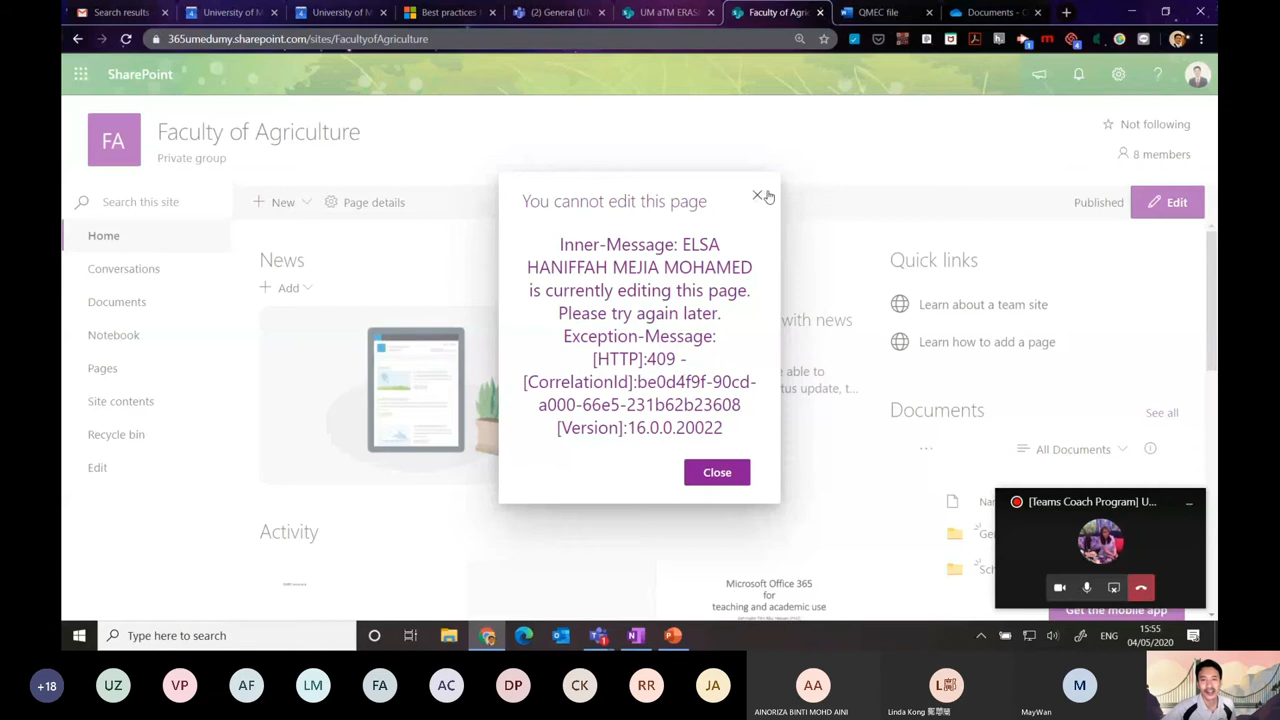 Search results
University of M
University of M
Best practices
(2) General (U
UM aTM ERAS
Faculty of Agric
QMEC file
Documents - C
365umedumy.sharepoint.com/sites/FacultyofAgriculture
SharePoint
FA
Faculty of Agriculture
Private group
Not following
8 members
Search this site
New
Page details
Published
Edit
Home
Conversations
Documents
Notebook
Pages
Site contents
Recycle bin
Edit
News
Add
with news
able to
tus update, t...
Activity
Quick links
Learn about a team site
Learn how to add a page
Documents
See all
All Documents
You cannot edit this page
Inner-Message: ELSA
HANIFFAH MEJIA MOHAMED
is currently editing this page.
Please try again later.
Exception-Message:
[HTTP]:409 -
[CorrelationId]:be0d4f9f-90cd-
a000-66e5-231b62b23608
[Version]:16.0.0.20022
Close
Microsoft Office 365
for
teaching and academic use
[Teams Coach Program] U...
Get the mobile app
Type here to search
ENG
15:55
04/05/2020
+18
UZ
VP
AF
LM
FA
AC
DP
CK
RR
JA
AA
AINORIZA BINTI MOHD AINI
Linda Kong
M
MayWan